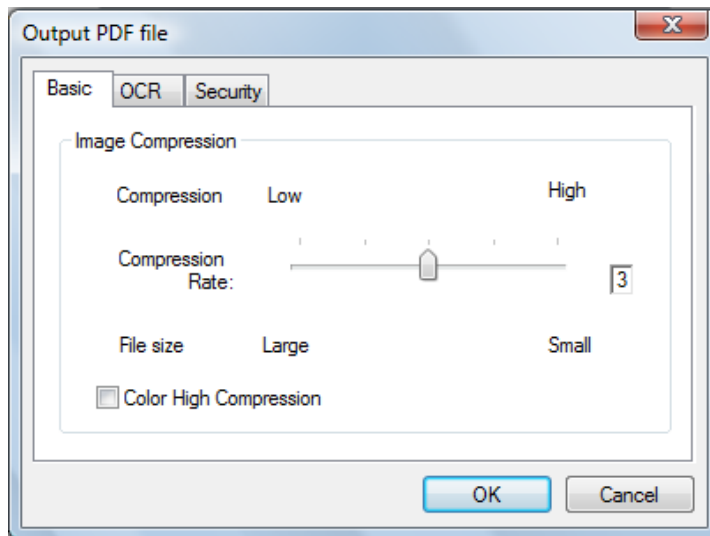 Output PDF file
Basic OCR Security
Image Compression
Compression Low High
Compression
Rate:
3
File size Large Small
Color High Compression
OK Cancel